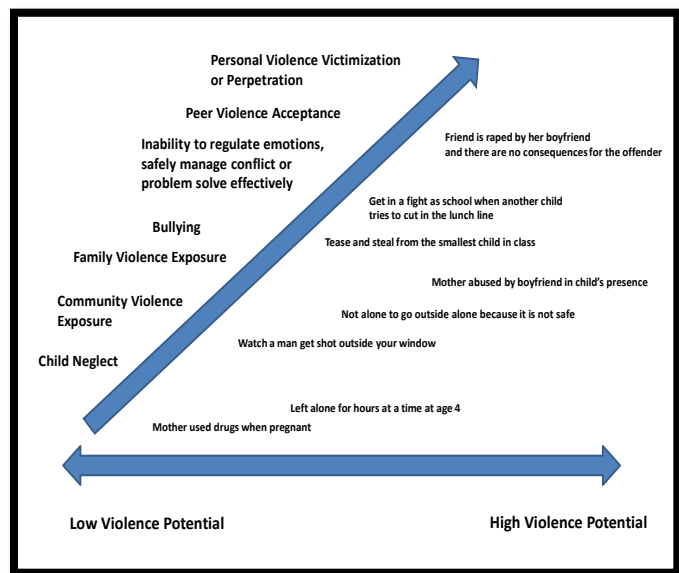 Personal Violence Victimization
or Perpetration
Peer Violence Acceptance
Inability to regulate emotions,
safely manage conflict or
problem solve effectively
Friend is raped by her boyfriend
and there are no consequences for the offender
Get in a fight as school when another child
tries to cut in the lunch line
Bullying
Tease and steal from the smallest child in class
Family Violence Exposure
Mother abused by boyfriend in child's presence
Community Violence
Exposure
Not alone to go outside alone because it is not safe
Watch a man get shot outside your window
Child Neglect
Left alone for hours at a time at age 4
Mother used drugs when pregnant
Low Violence Potential
High Violence Potential